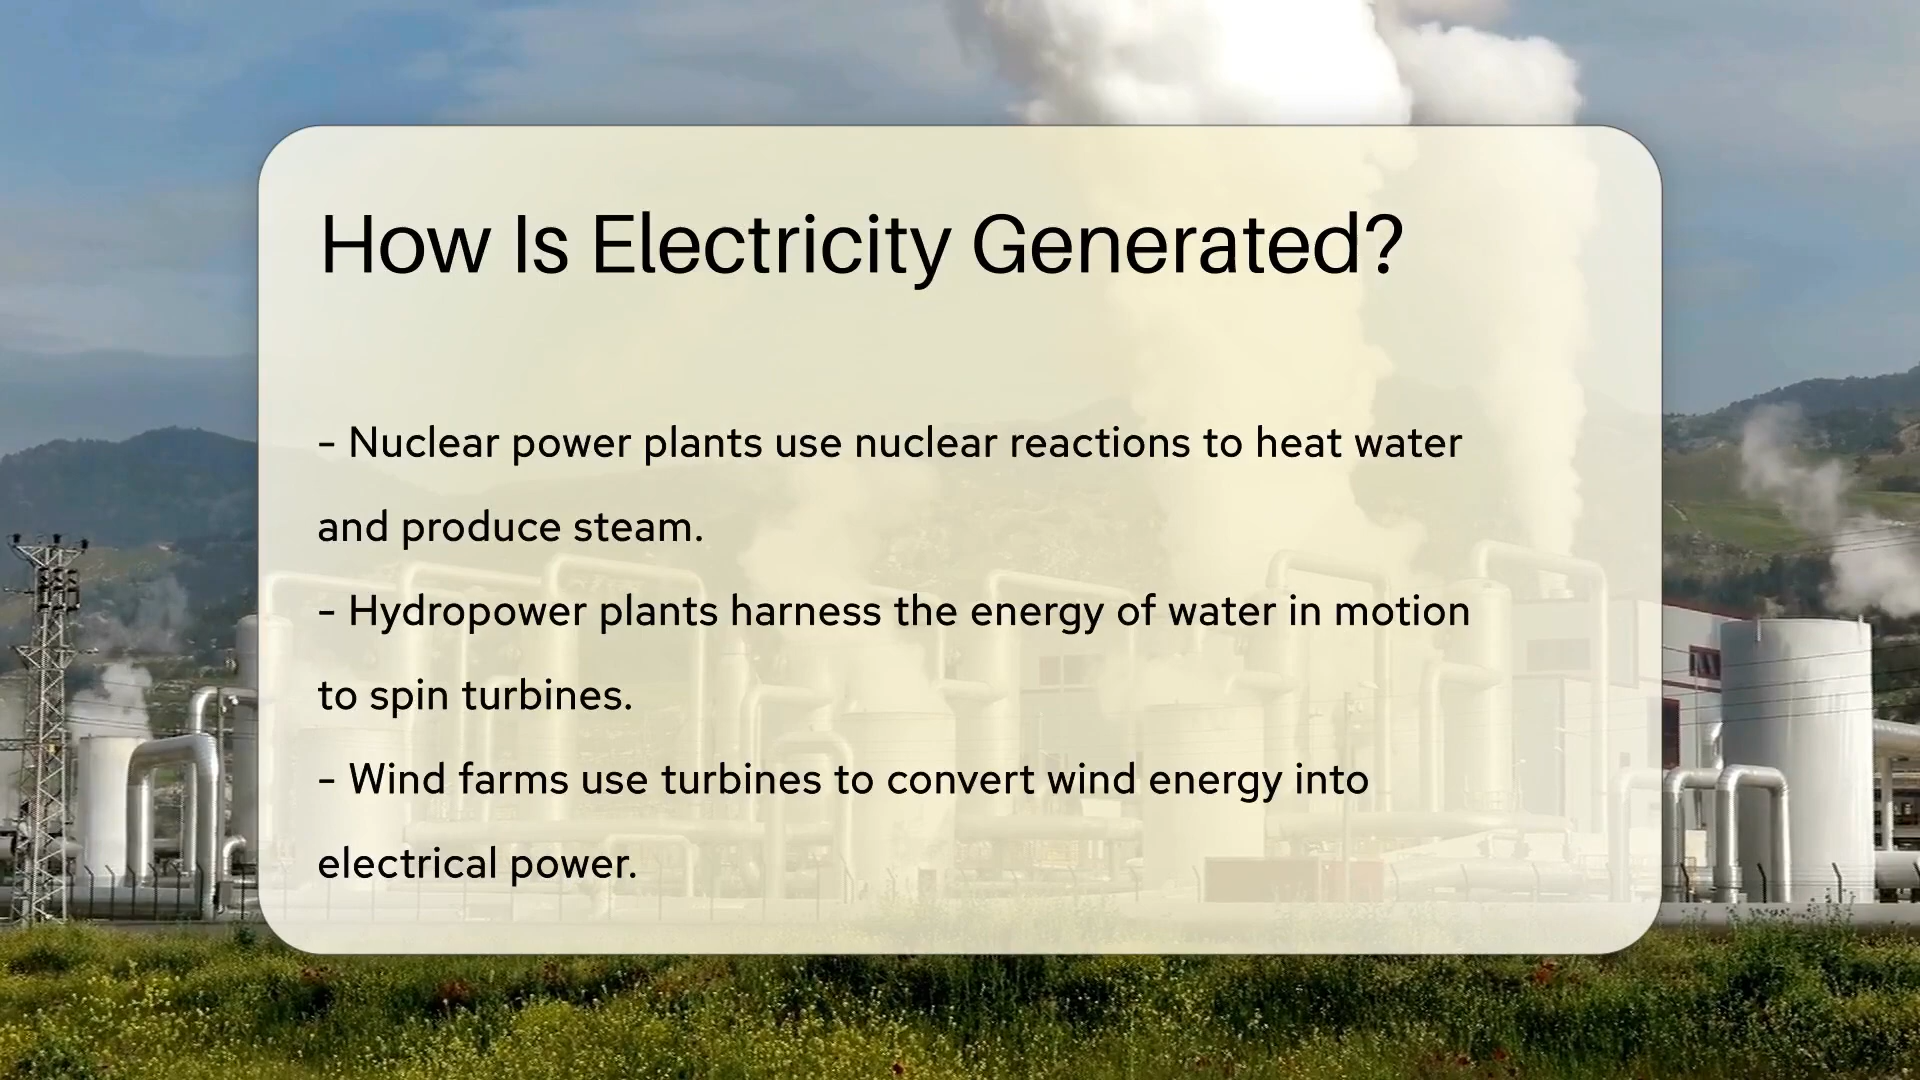 How Is Electricity Generated?
- Nuclear power plants use nuclear reactions to heat water
and produce steam.
- Hydropower plants harness the energy of water in motion
to spin turbines.
- Wind farms use turbines to convert wind energy into
electrical power.